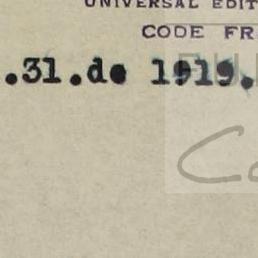 UNIVERSAL EDIT
CODE FR
.31.de 1919.